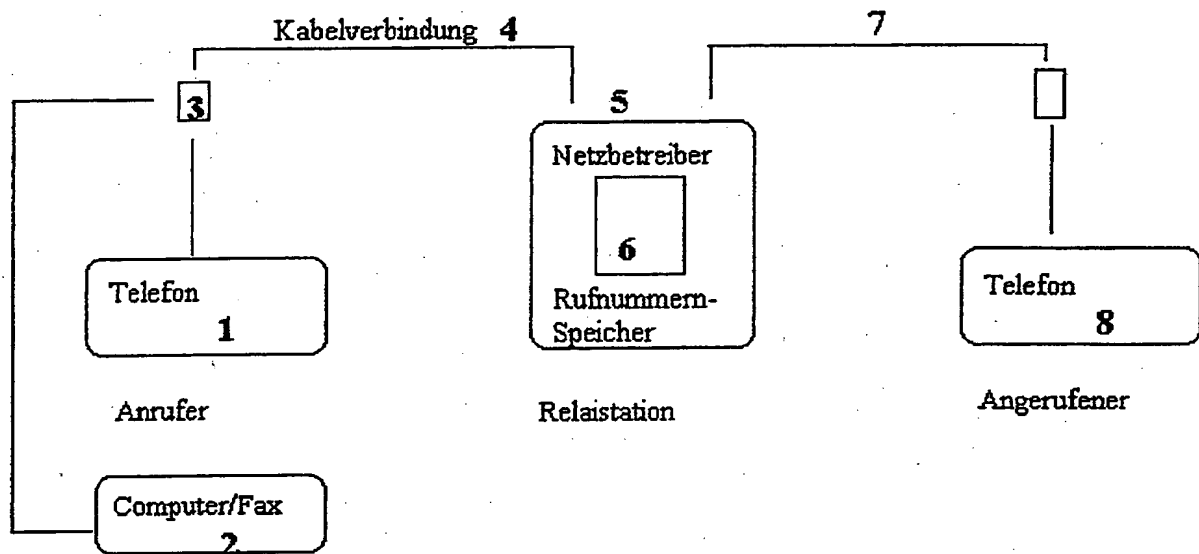 Kabelverbindung 4
7
3
5
Netzbetreiber
6
Rufnummern-
Speicher
Telefon
1
Telefon
8
Anrufer
Relaistation
Angerufener
Computer/Fax
2